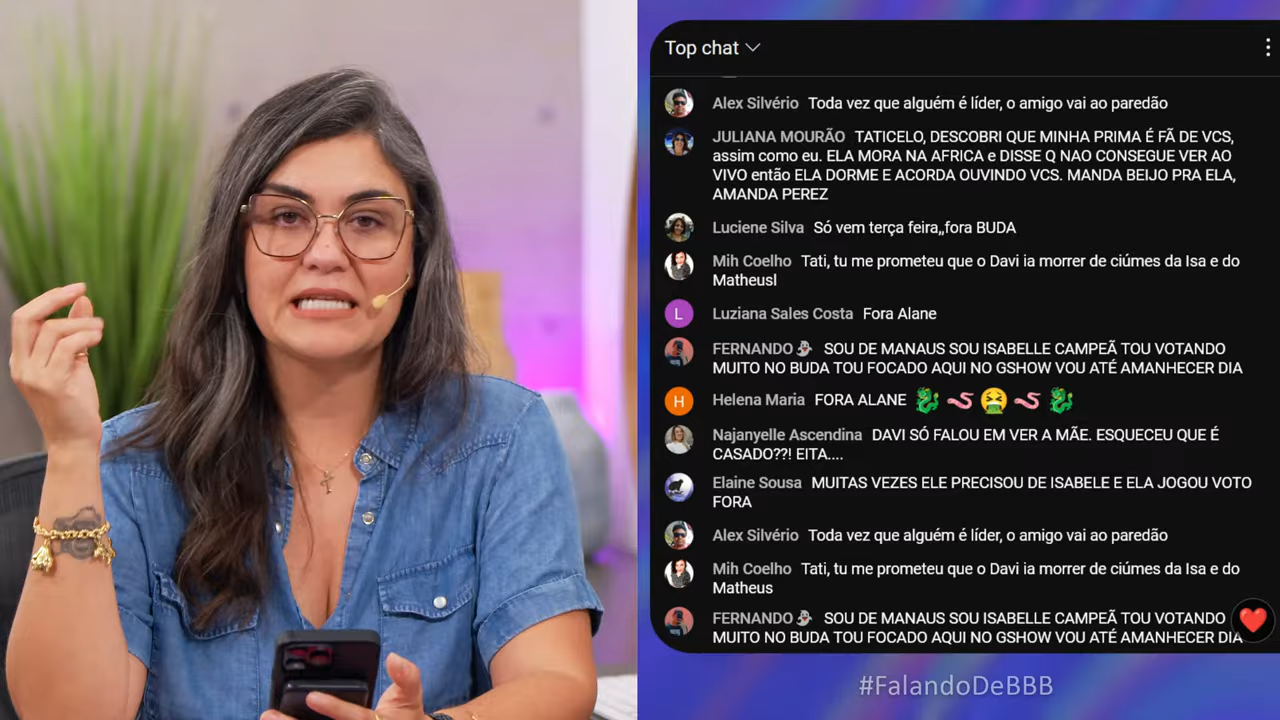 Top chat
Alex Silvério Toda vez que alguém é líder, o amigo vai ao paredão
JULIANA MOURÃO TATICELO, DESCOBRI QUE MINHA PRIMA É FÃ DE VCS,
assim como eu. ELA MORA NA AFRICA e DISSE Q NAO CONSEGUE VER AO
VIVO então ELA DORME E ACORDA OUVINDO VCS. MANDA BEIJO PRA ELA,
AMANDA PEREZ
Luciene Silva Só vem terça feira,,fora BUDA
Mih Coelho Tati, tu me prometeu que o Davi ia morrer de ciúmes da Isa e do
Matheusl
L
Luziana Sales Costa Fora Alane
FERNANDO👻 SOU DE MANAUS SOU ISABELLE CAMPEÃ TOU VOTANDO
MUITO NO BUDA TOU FOCADO AQUI NO GSHOW VOU ATÉ AMANHECER DIA
H
Helena Maria FORA ALANE 🐉 🪱 🤮 🪱 🐉
Najanyelle Ascendina DAVI SÓ FALOU EM VER A MÃE. ESQUECEU QUE É
CASADO??! EITA....
Elaine Sousa MUITAS VEZES ELE PRECISOU DE ISABELE E ELA JOGOU VOTO
FORA
Alex Silvério Toda vez que alguém é líder, o amigo vai ao paredão
Mih Coelho Tati, tu me prometeu que o Davi ia morrer de ciúmes da Isa e do
Matheus
FERNANDO👻 SOU DE MANAUS SOU ISABELLE CAMPEÃ TOU VOTANDO
MUITO NO BUDA TOU FOCADO AQUI NO GSHOW VOU ATÉ AMANHECER DIA
#FalandoDeBBB